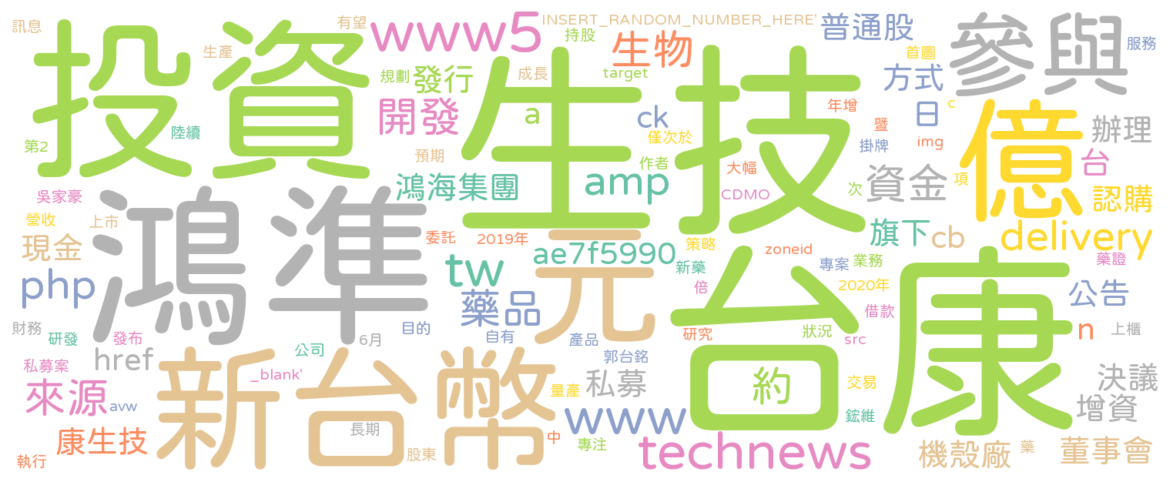 訊息
有望
www5
INSERT_RANDOM_NUMBER_HERE'
普通股
參與
服務
投資
生產
持股
生物
首圖
生技
規劃
發行
成長
target
方式
開發
a
ck
日
年增
c
億
第2
陸續
僅次於
掛牌
暨
img
辦理
預期
作者
大幅
台
吳家豪
鴻海集團
amp
CDMO
資金
次
項
認購
鴻準
營收
上市
現金
委託
2019年
元
策略
zoneid
旗下
cb
delivery
php
tw
ae7f5990
新藥
專案
業務
藥證
台康
倍
2020年
公告
藥品
借款
財務
研發
發布
6月
目的
自有
產品
研究
狀況
src
n
上櫃
私募案
href
公司
郭台銘
新台幣
_blank'
量產
私募
約
交易
決議
來源
avw
www
鋐維
增資
康生技
長期
執行
股東
中
專注
technews
機殼廠
藥
董事會